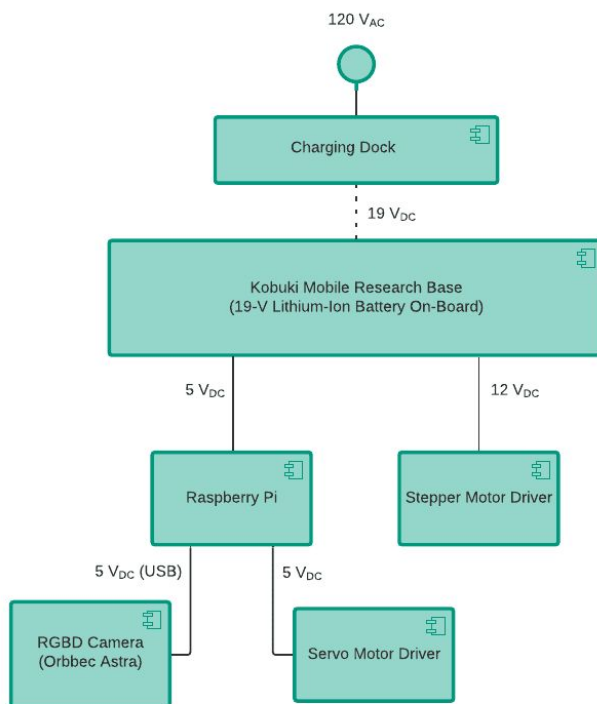 120 VAC
Charging Dock
19 VDC
Kobuki Mobile Research Base
(19-V Lithium-Ion Battery On-Board)
5 VDC
12 VDC
Raspberry Pi
Stepper Motor Driver
5 VDC (USB)
5 VDC
RGBD Camera
(Orbbec Astra)
Servo Motor Driver